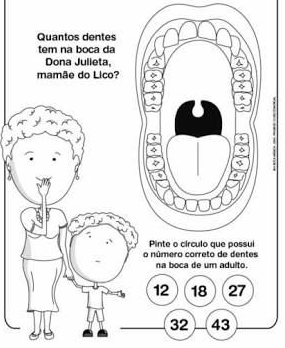 Quantos dentes
tem na boca da
Dona Julieta,
mamãe do Lico?
Pinte o círculo que possui
o número correto de dentes
na boca de um adulto.
12 18 27
32 43